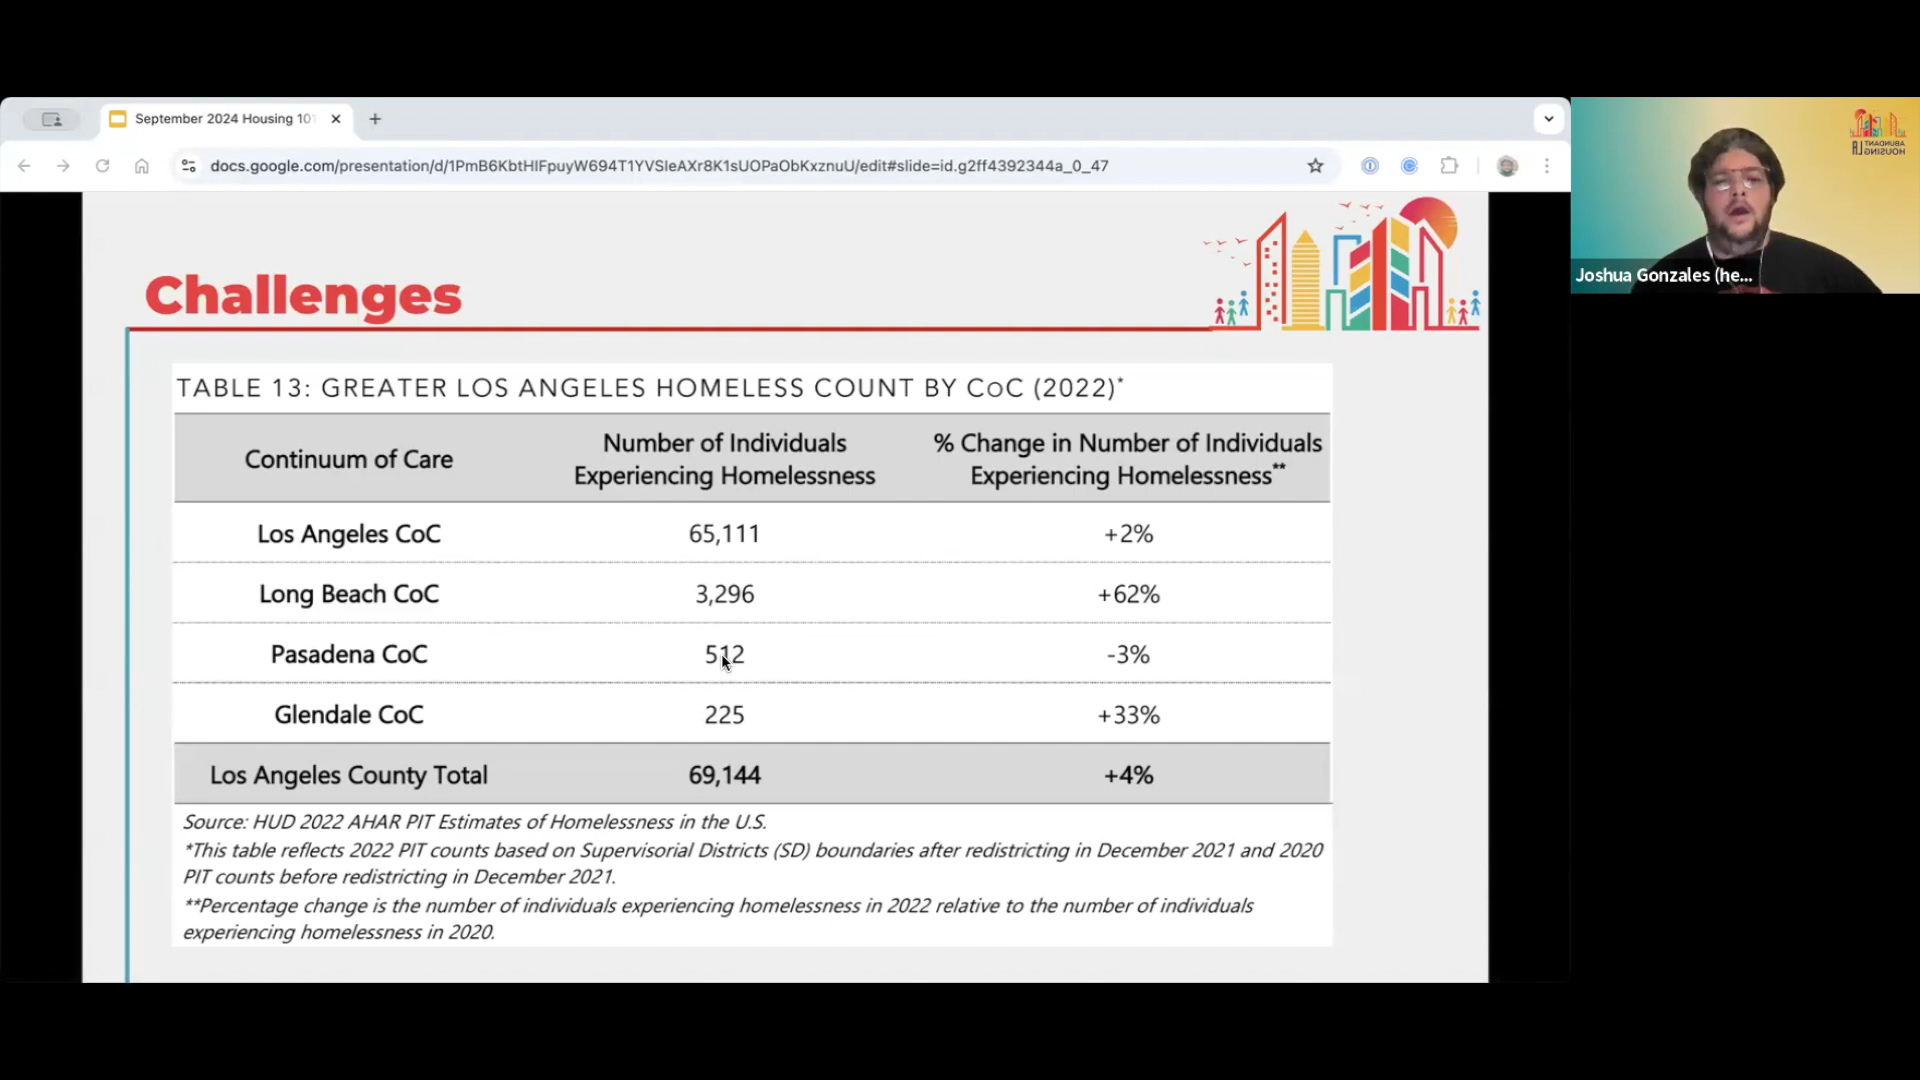 September 2024 Housing 101
docs.google.com/presentation/d/1PmB6KbtHIFpuyW694T1YVSIeAXr8K1sUOPaObKxznuU/edit#slide=id.g2ff4392344a_0_47
ABUNDANT
HOUSING LA
Joshua Gonzales (he...
Challenges
TABLE 13: GREATER LOS ANGELES HOMELESS COUNT BY CoC (2022)*
Continuum of Care
Number of Individuals
Experiencing Homelessness
% Change in Number of Individuals
Experiencing Homelessness**
Los Angeles CoC 65,111 +2%
Long Beach CoC 3,296 +62%
Pasadena CoC 512 -3%
Glendale CoC 225 +33%
Los Angeles County Total 69,144 +4%
Source: HUD 2022 AHAR PIT Estimates of Homelessness in the U.S.
*This table reflects 2022 PIT counts based on Supervisorial Districts (SD) boundaries after redistricting in December 2021 and 2020
PIT counts before redistricting in December 2021.
**Percentage change is the number of individuals experiencing homelessness in 2022 relative to the number of individuals
experiencing homelessness in 2020.